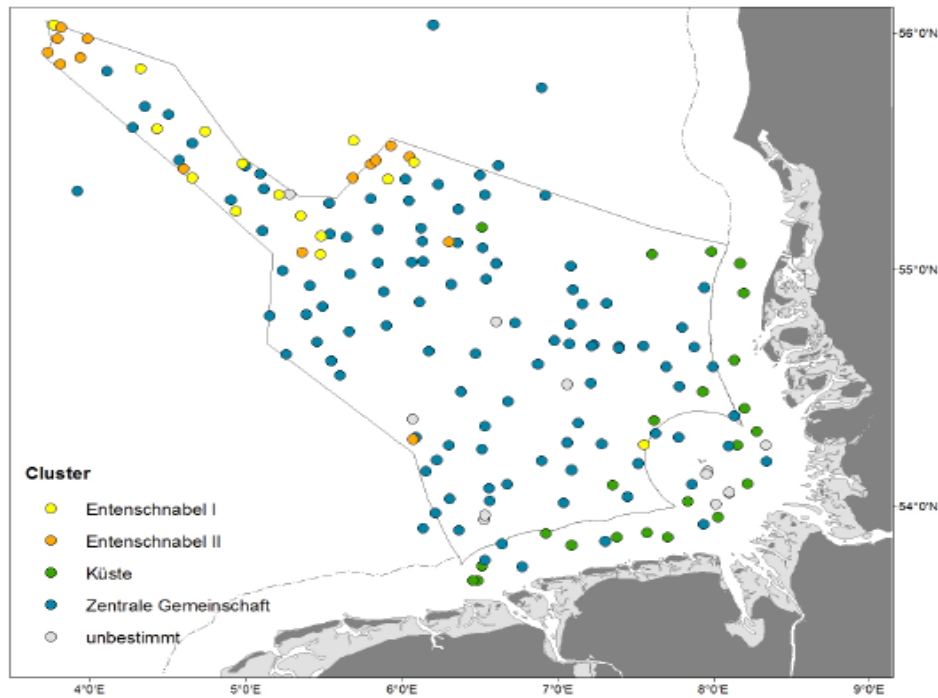 56°0'N
55°0'N
54°0'N
Cluster
Entenschnabel I
Entenschnabel II
Küste
Zentrale Gemeinschaft
unbestimmt
4°0'E 5°0'E 6°0'E 7°0'E 8°0'E 9°0'E